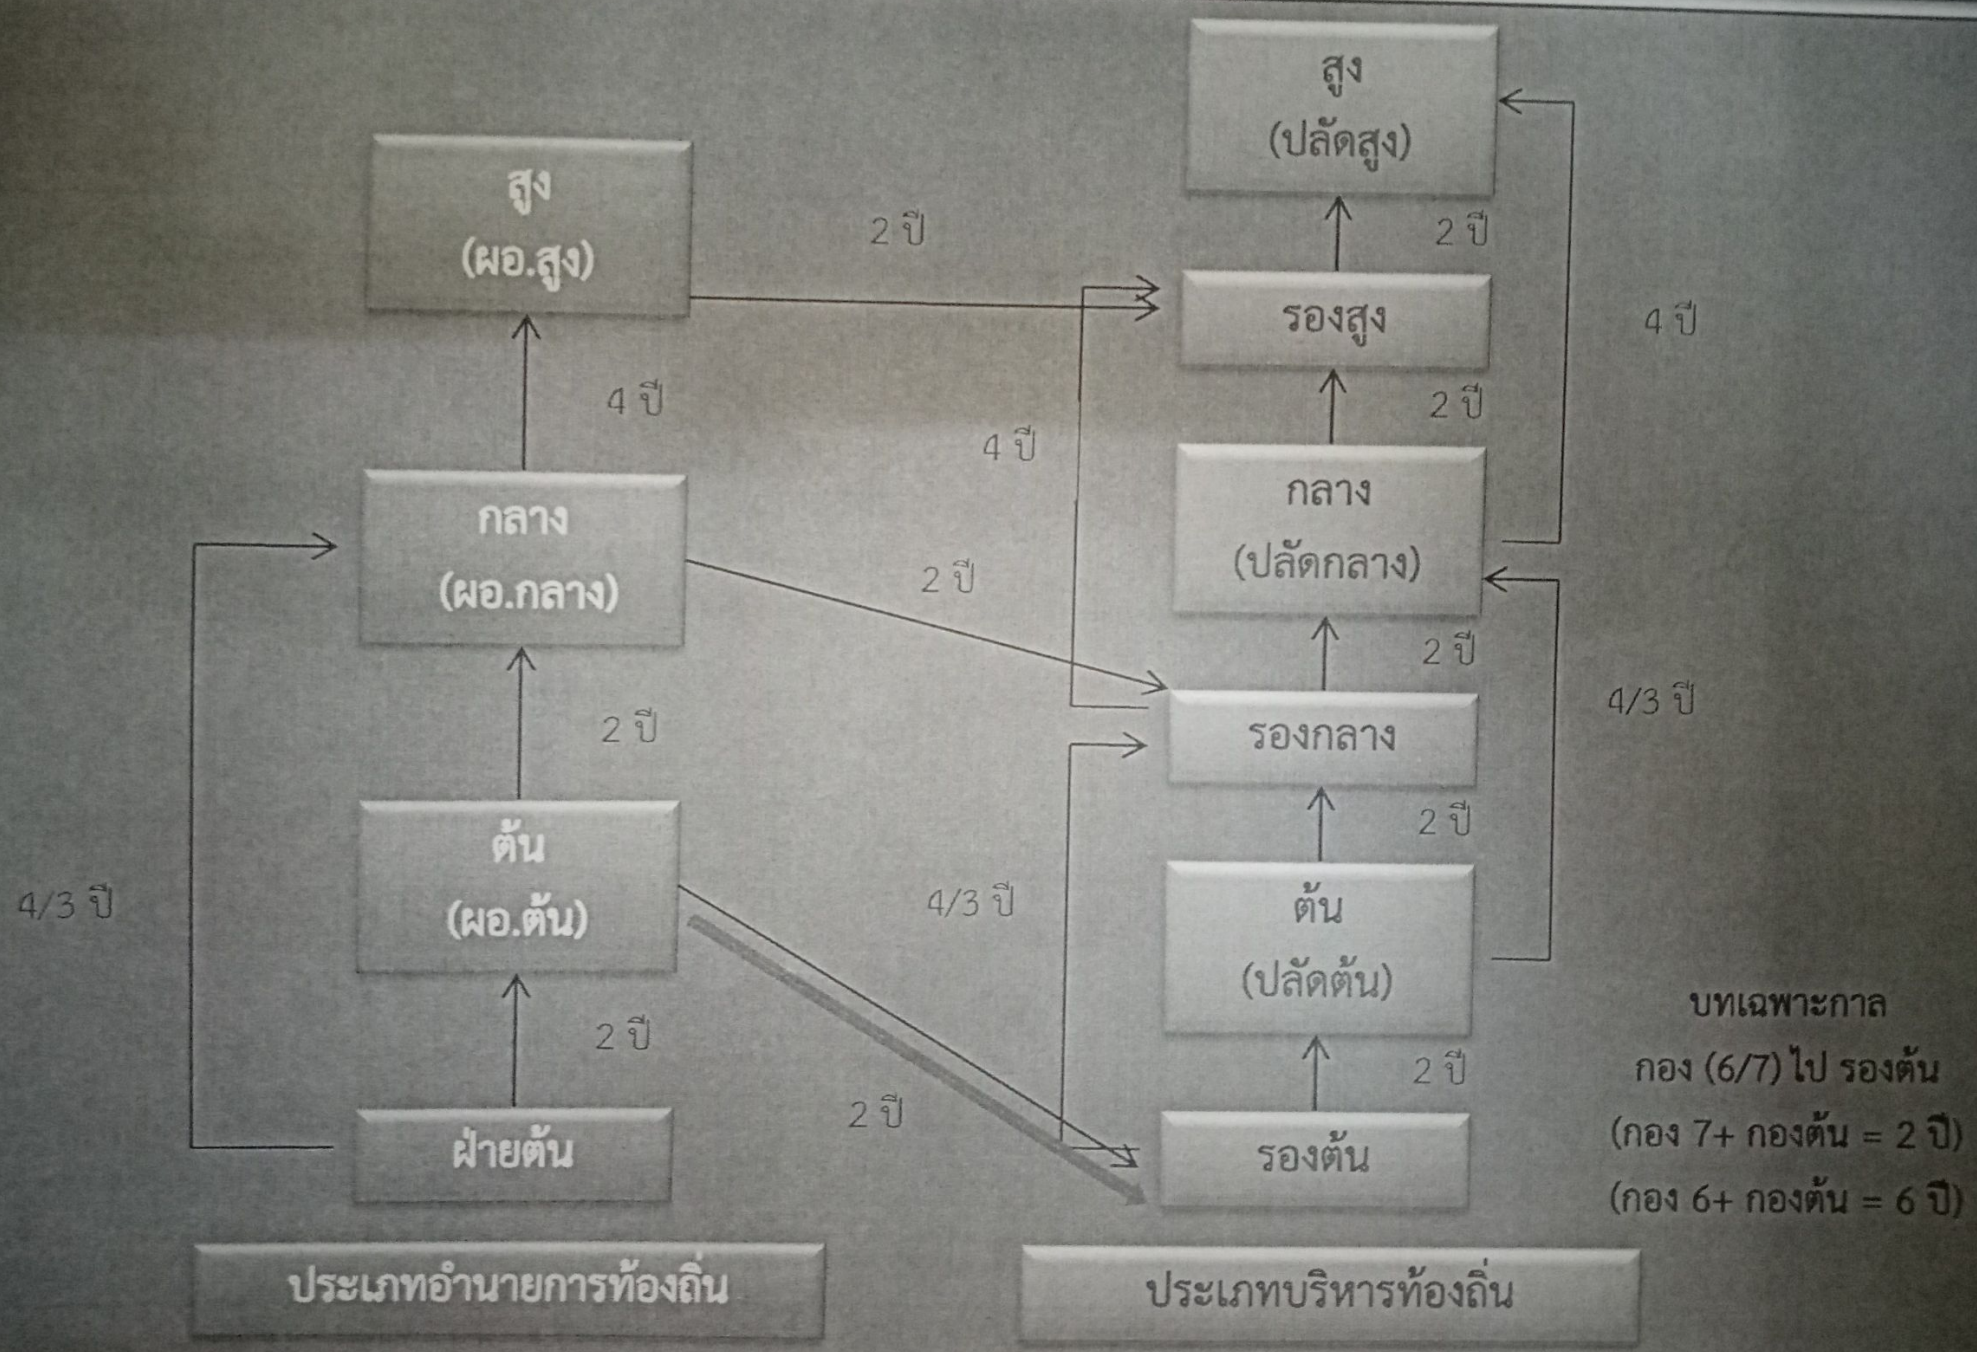 สูง
(ปลัดสูง)
สูง
(ผอ.สูง)
2 ปี
2 ปี
รองสูง
4 ปี
4 ปี
2 ปี
4 ปี
กลาง
(ปลัดกลาง)
กลาง
(ผอ.กลาง)
2 ปี
2 ปี
4/3 ปี
รองกลาง
2 ปี
2 ปี
ต้น
(ผอ.ต้น)
4/3 ปี
4/3 ปี
ต้น
(ปลัดต้น)
2 ปี
2 ปี
2 ปี
ฝ่ายต้น
รองต้น
บทเฉพาะกาล
กอง (6/7) ไป รองต้น
(กอง 7+ กองต้น = 2 ปี)
(กอง 6+ กองต้น = 6 ปี)
ประเภทอำนายการท้องถิ่น
ประเภทบริหารท้องถิ่น